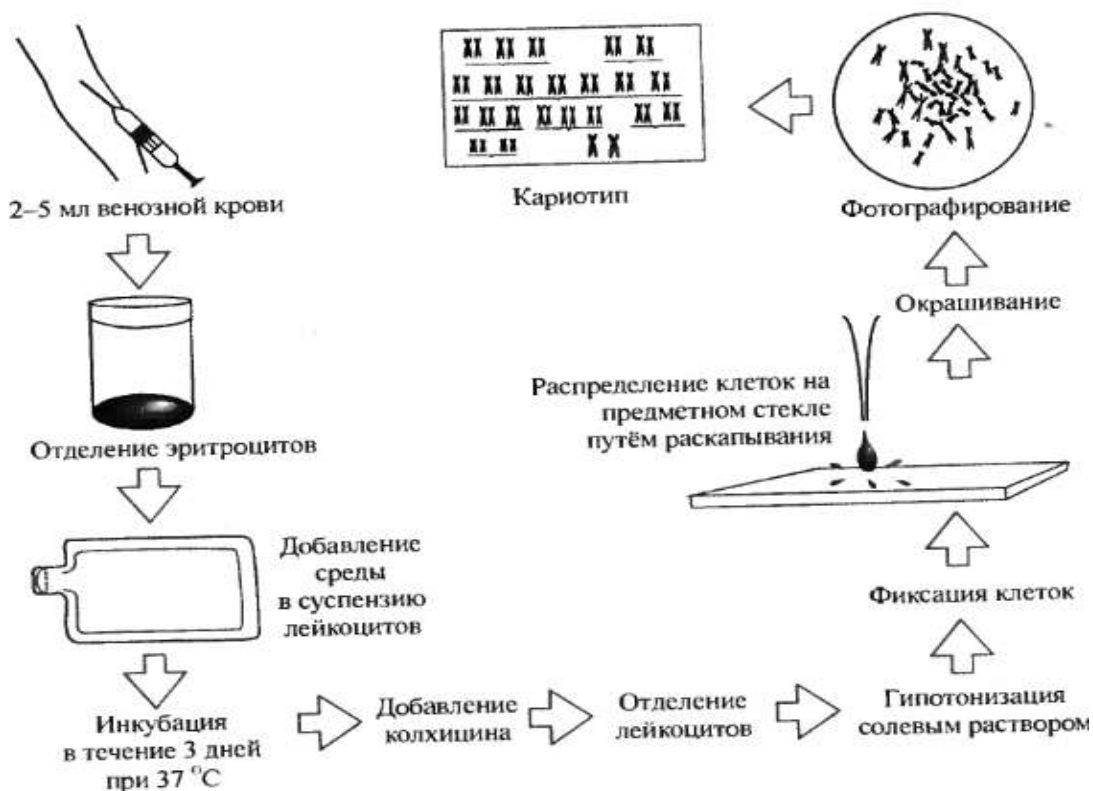 2–5 мл венозной крови
Отделение эритроцитов
Добавление
среды
в суспензию
лейкоцитов
Инкубация
в течение 3 дней
при 37 °С
Добавление
колхицина
Отделение
лейкоцитов
Гипотонизация
солевым раствором
Фиксация клеток
Распределение клеток на
предметном стекле
путём раскапывания
Окрашивание
Фотографирование
Кариотип